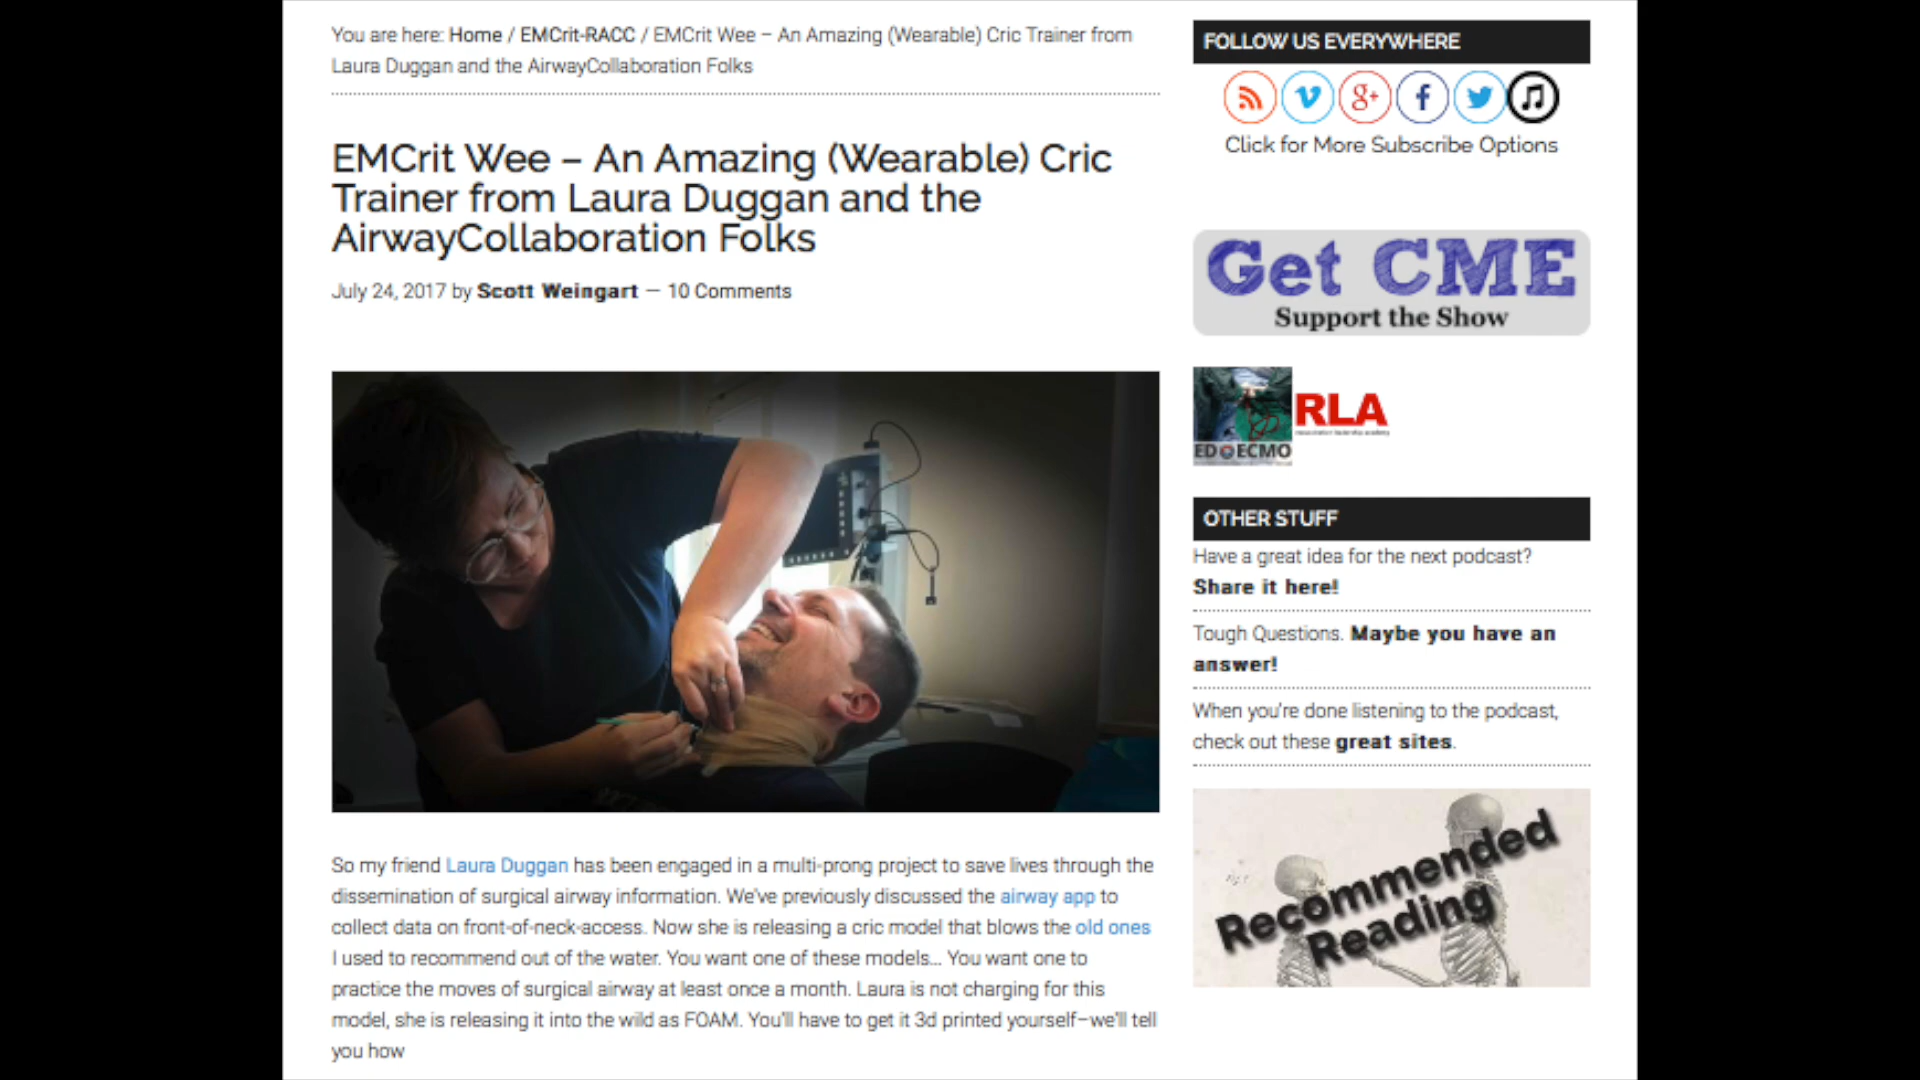 You are here: Home / EMCrit-RACC / EMCrit Wee – An Amazing (Wearable) Cric Trainer from
Laura Duggan and the AirwayCollaboration Folks
EMCrit Wee – An Amazing (Wearable) Cric
Trainer from Laura Duggan and the
AirwayCollaboration Folks
July 24, 2017 by Scott Weingart — 10 Comments
So my friend Laura Duggan has been engaged in a multi-prong project to save lives through the
dissemination of surgical airway information. We've previously discussed the airway app to
collect data on front-of-neck-access. Now she is releasing a cric model that blows the old ones
I used to recommend out of the water. You want one of these models... You want one to
practice the moves of surgical airway at least once a month. Laura is not charging for this
model, she is releasing it into the wild as FOAM. You'll have to get it 3d printed yourself–we'll tell
you how
FOLLOW US EVERYWHERE
g+ f
Click for More Subscribe Options
Get CME
Support the Show
ED ECMO
RLA
OTHER STUFF
Have a great idea for the next podcast?
Share it here!
Tough Questions. Maybe you have an
answer!
When you're done listening to the podcast,
check out these great sites.
Recommended
Reading